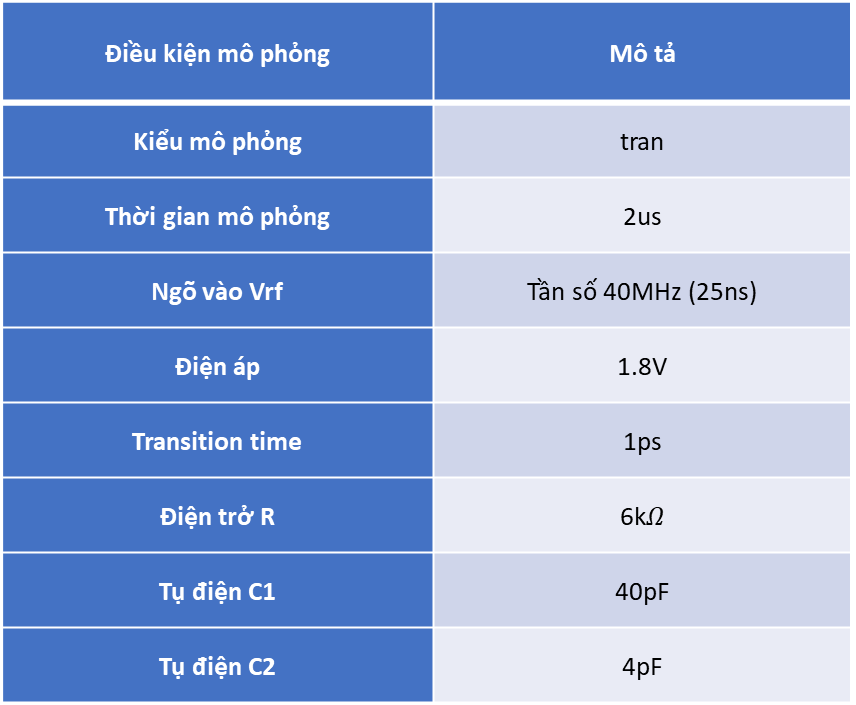 Điều kiện mô phỏng
Mô tả
Kiểu mô phỏng
tran
Thời gian mô phỏng
2us
Ngõ vào Vrf
Tần số 40MHz (25ns)
Điện áp
1.8V
Transition time
1ps
Điện trở R
6k𝛺
Tụ điện C1
40pF
Tụ điện C2
4pF